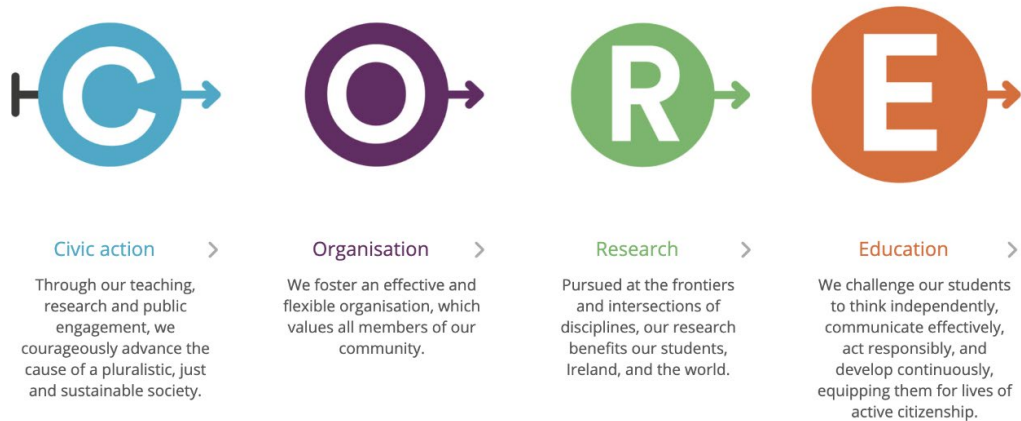 C
O
R
E
Civic action
Through our teaching,
research and public
engagement, we
courageously advance the
cause of a pluralistic, just
and sustainable society.
Organisation
We foster an effective and
flexible organisation, which
values all members of our
community.
Research
Pursued at the frontiers
and intersections of
disciplines, our research
benefits our students,
Ireland, and the world.
Education
We challenge our students
to think independently,
communicate effectively,
act responsibly, and
develop continuously,
equipping them for lives of
active citizenship.